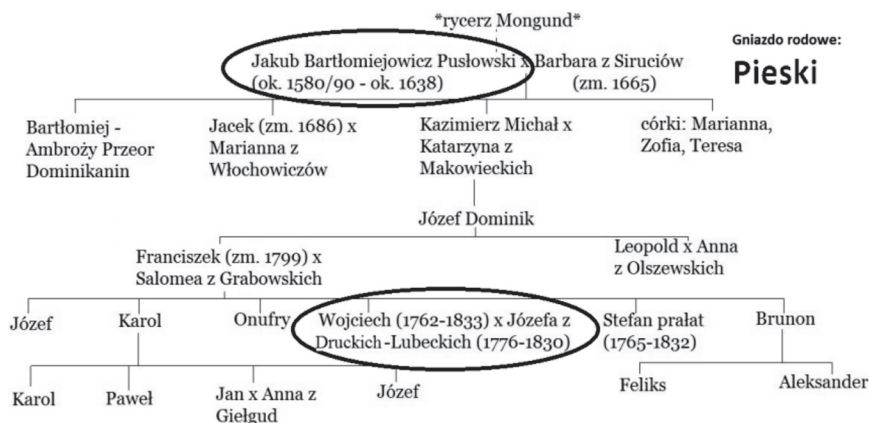 *rycerz Mongund*
Gniazdo rodowe:
Pieski
Jakub Bartłomiejowicz Pusłowski x Barbara z Siruciów
(ok. 1580/90 - ok. 1638) (zm. 1665)
Bartłomiej -
Ambroży Przeor
Dominikanin
Jacek (zm. 1686) x
Marianna z
Włochowiczów
Kazimierz Michał x
Katarzyna z
Makowieckich
córki: Marianna,
Zofia, Teresa
Józef Dominik
Franciszek (zm. 1799) x
Salomea z Grabowskich
Leopold x Anna
z Olszewskich
Józef
Karol
Onufry
Wojciech (1762-1833) x Józefa z
Druckich-Lubeckich (1776-1830)
Stefan prałat
(1765-1832)
Brunon
Karol
Paweł
Jan x Anna z
Giełgud
Józef
Feliks
Aleksander